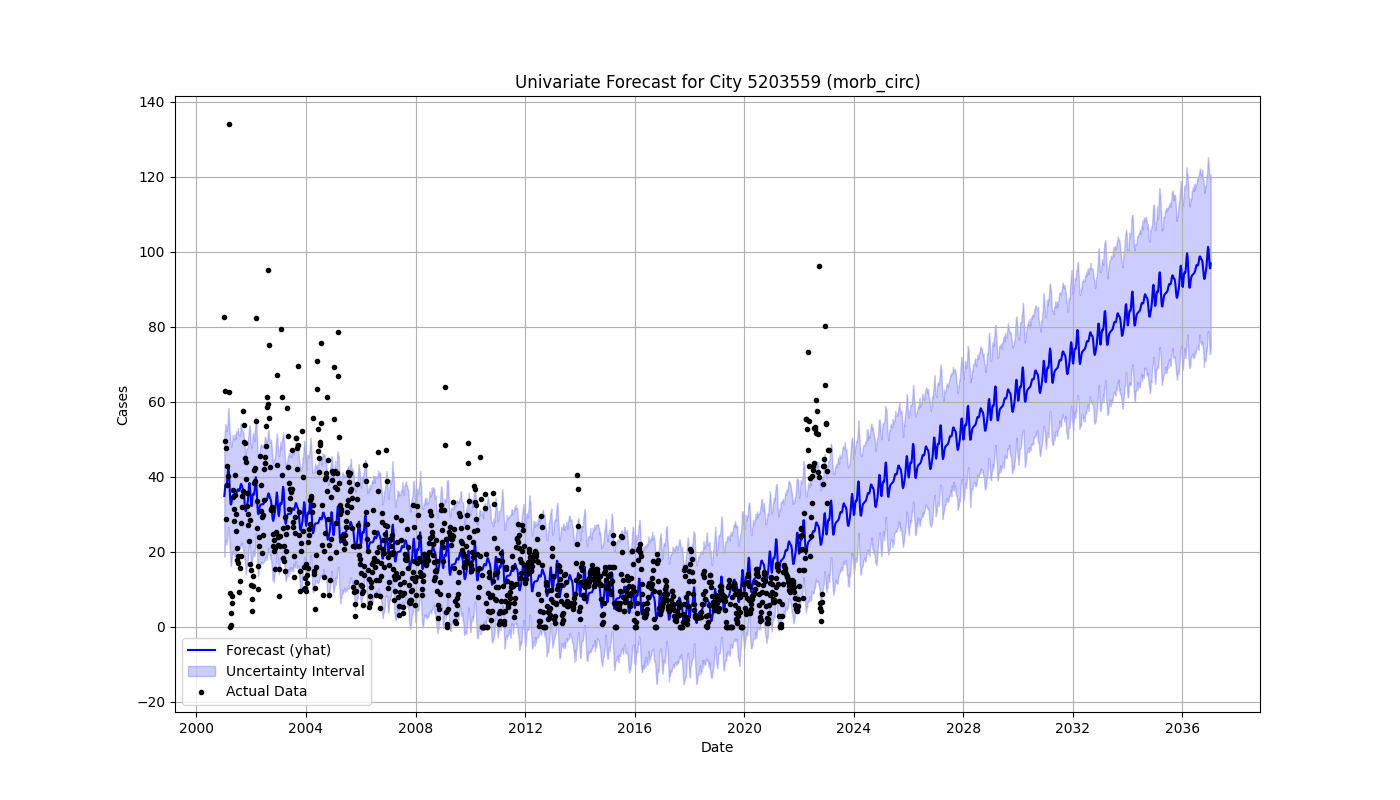 Univariate Forecast for City 5203559 (morb_circ)
140
120
100
80
60
40
20
0
−20
Cases
Forecast (yhat)
Uncertainty Interval
Actual Data
2000 2004 2008 2012 2016 2020 2024 2028 2032 2036
Date